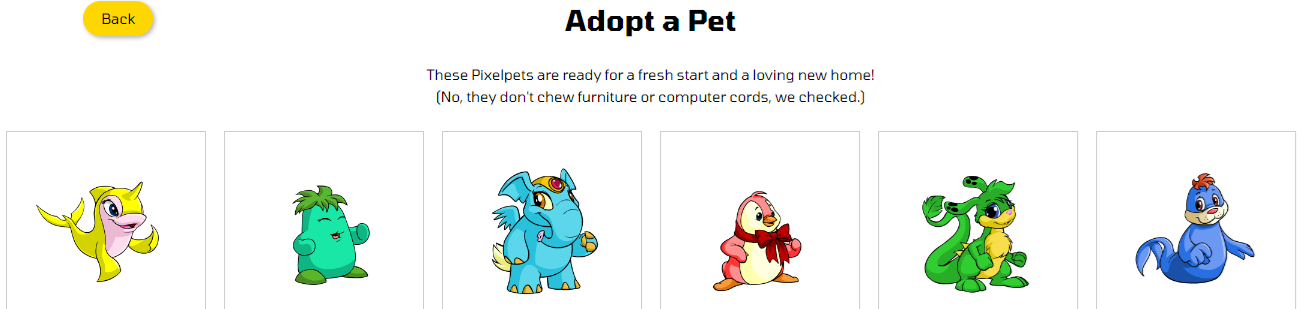 Back
Adopt a Pet
These Pixelpets are ready for a fresh start and a loving new home!
(No, they don't chew furniture or computer cords, we checked.)